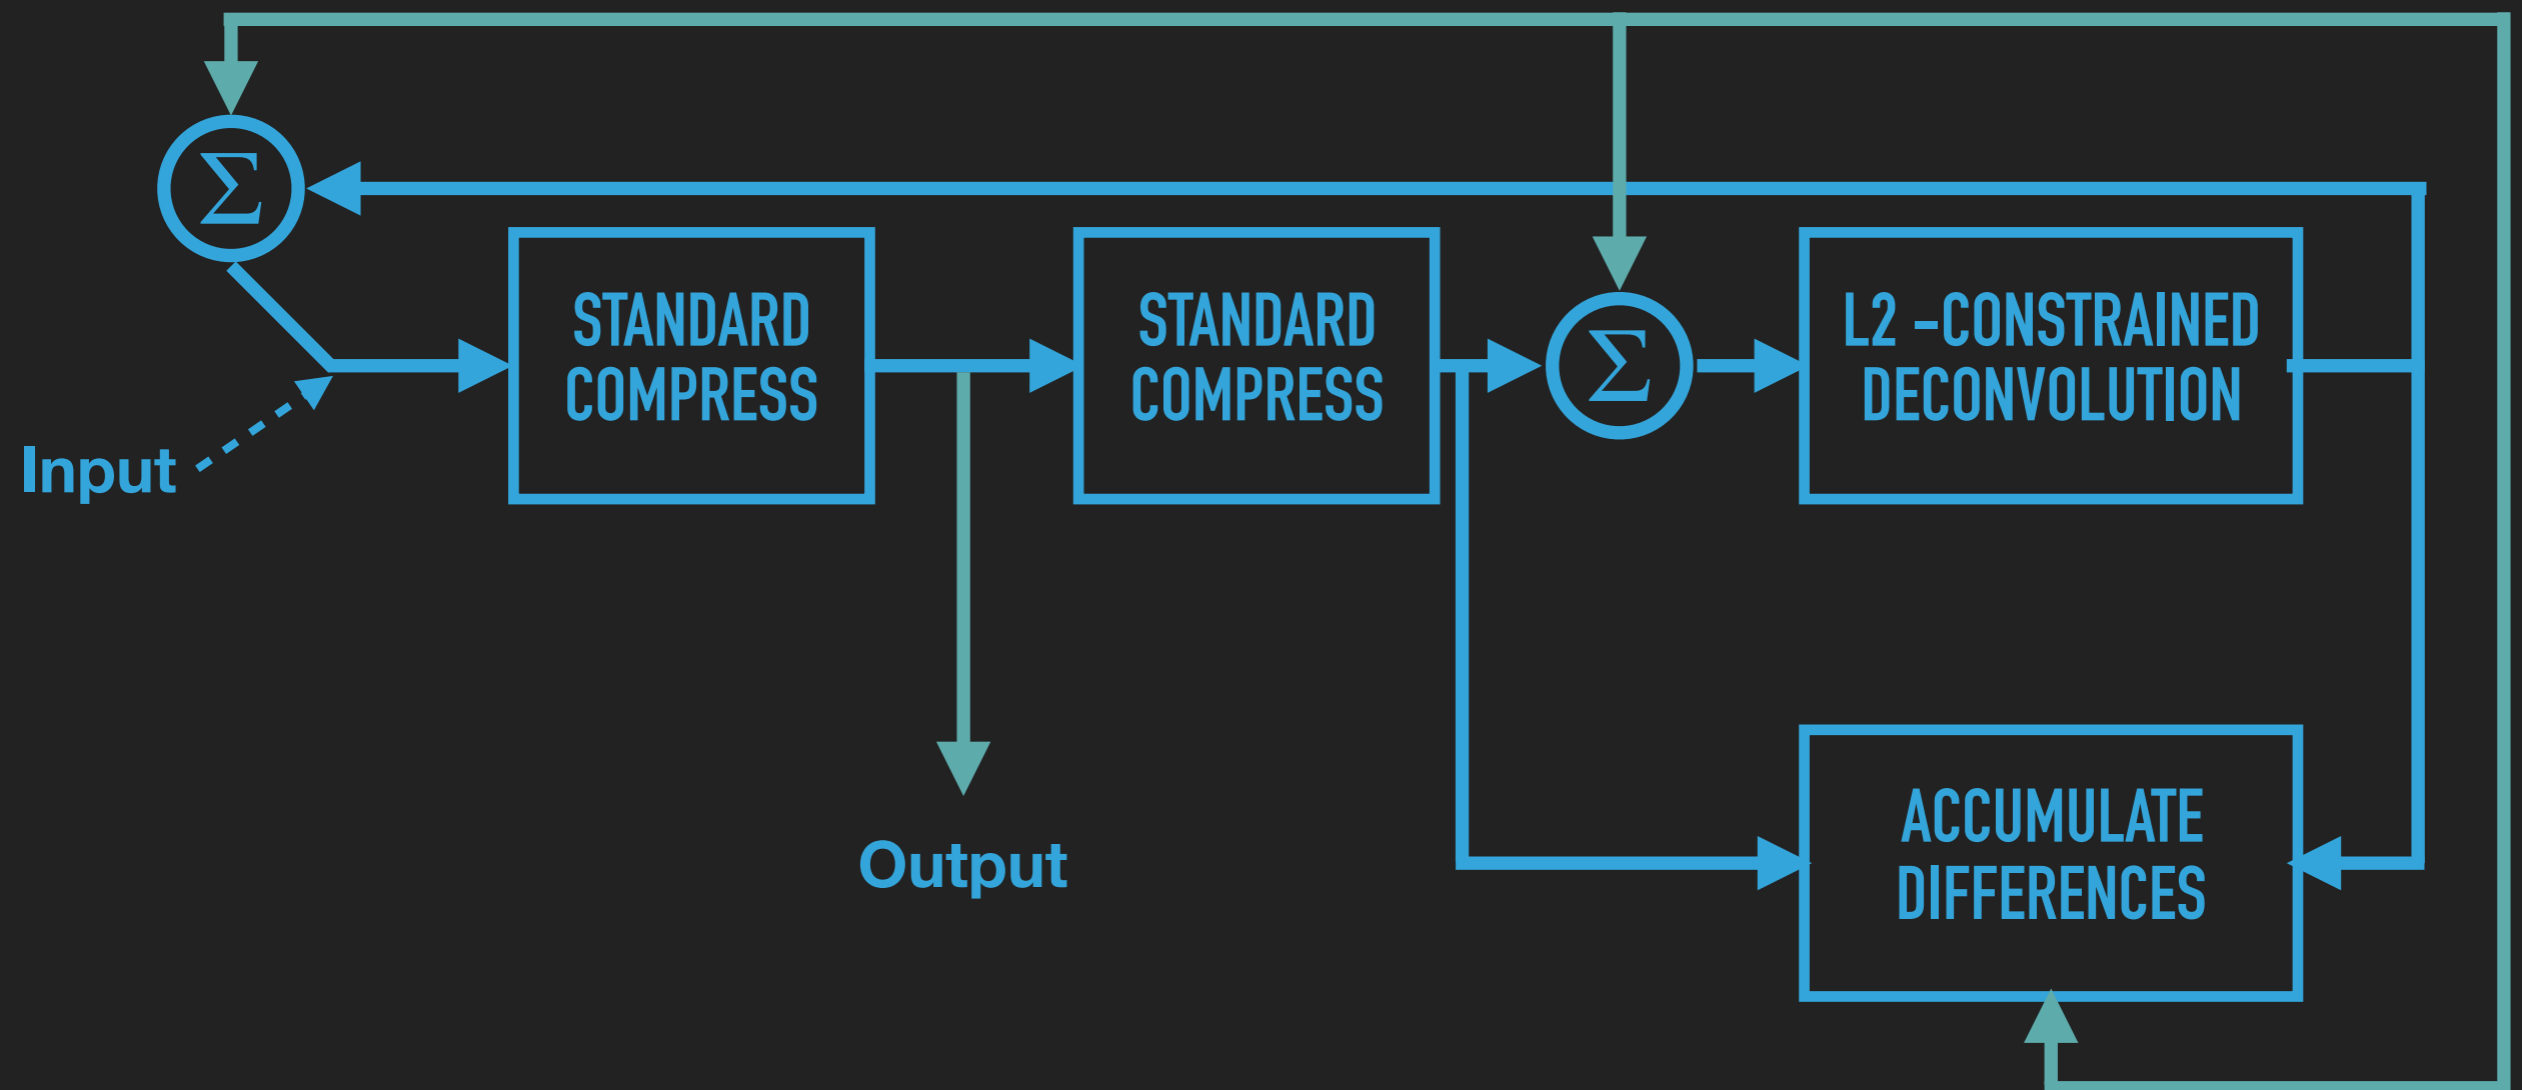 Σ
STANDARD
COMPRESS
STANDARD
COMPRESS
Σ
L2 -CONSTRAINED
DECONVOLUTION
Input
Output
ACCUMULATE
DIFFERENCES